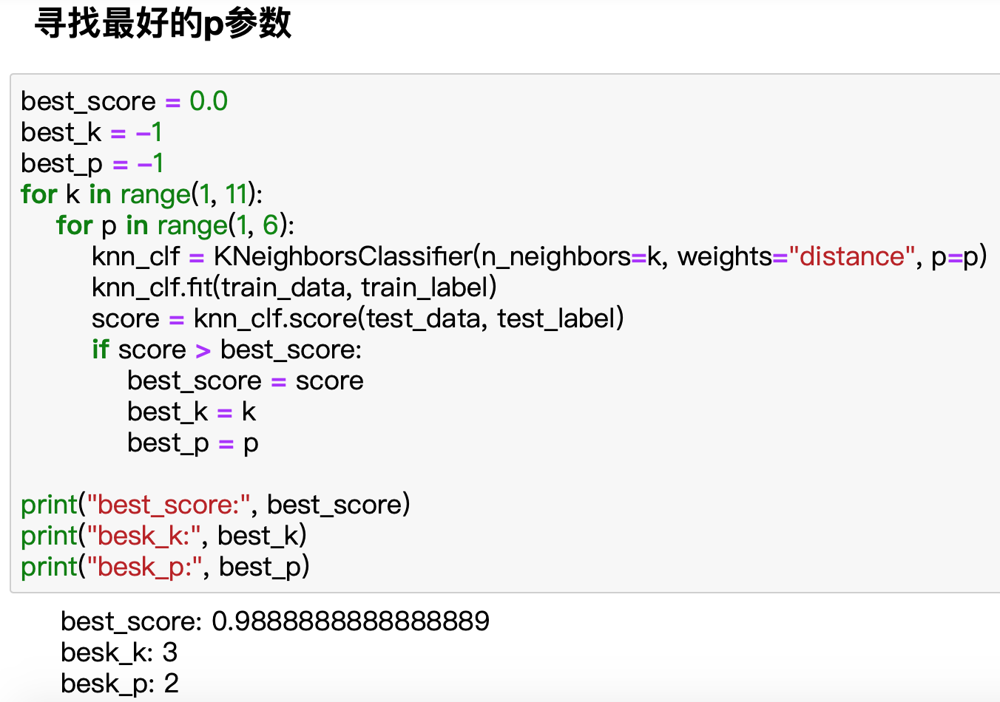 寻找最好的p参数
best_score = 0.0
best_k = -1
best_p = -1
for k in range(1, 11):
    for p in range(1, 6):
        knn_clf = KNeighborsClassifier(n_neighbors=k, weights="distance", p=p)
        knn_clf.fit(train_data, train_label)
        score = knn_clf.score(test_data, test_label)
        if score > best_score:
            best_score = score
            best_k = k
            best_p = p
print("best_score:", best_score)
print("besk_k:", best_k)
print("besk_p:", best_p)
best_score: 0.9888888888888889
besk_k: 3
besk_p: 2